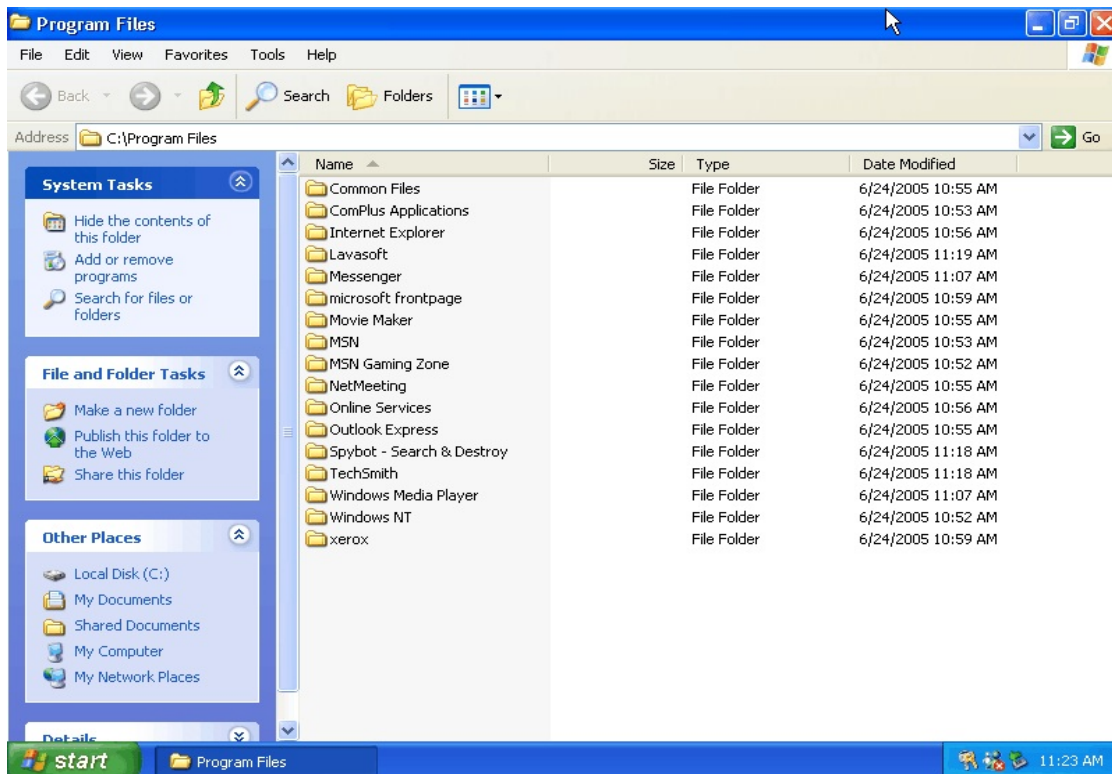 Program Files
File Edit View Favorites Tools Help
Back Search Folders
Address C:\Program Files Go
System Tasks
Hide the contents of
this folder
Add or remove
programs
Search for files or
folders
File and Folder Tasks
Make a new folder
Publish this folder to
the Web
Share this folder
Other Places
Local Disk (C:)
My Documents
Shared Documents
My Computer
My Network Places
Details
Name Size Type Date Modified
Common Files File Folder 6/24/2005 10:55 AM
ComPlus Applications File Folder 6/24/2005 10:53 AM
Internet Explorer File Folder 6/24/2005 10:56 AM
Lavasoft File Folder 6/24/2005 11:19 AM
Messenger File Folder 6/24/2005 11:07 AM
microsoft frontpage File Folder 6/24/2005 10:59 AM
Movie Maker File Folder 6/24/2005 10:55 AM
MSN File Folder 6/24/2005 10:53 AM
MSN Gaming Zone File Folder 6/24/2005 10:52 AM
NetMeeting File Folder 6/24/2005 10:55 AM
Online Services File Folder 6/24/2005 10:56 AM
Outlook Express File Folder 6/24/2005 10:55 AM
Spybot - Search & Destroy File Folder 6/24/2005 11:18 AM
TechSmith File Folder 6/24/2005 11:18 AM
Windows Media Player File Folder 6/24/2005 11:07 AM
Windows NT File Folder 6/24/2005 10:52 AM
xerox File Folder 6/24/2005 10:59 AM
start Program Files 11:23 AM